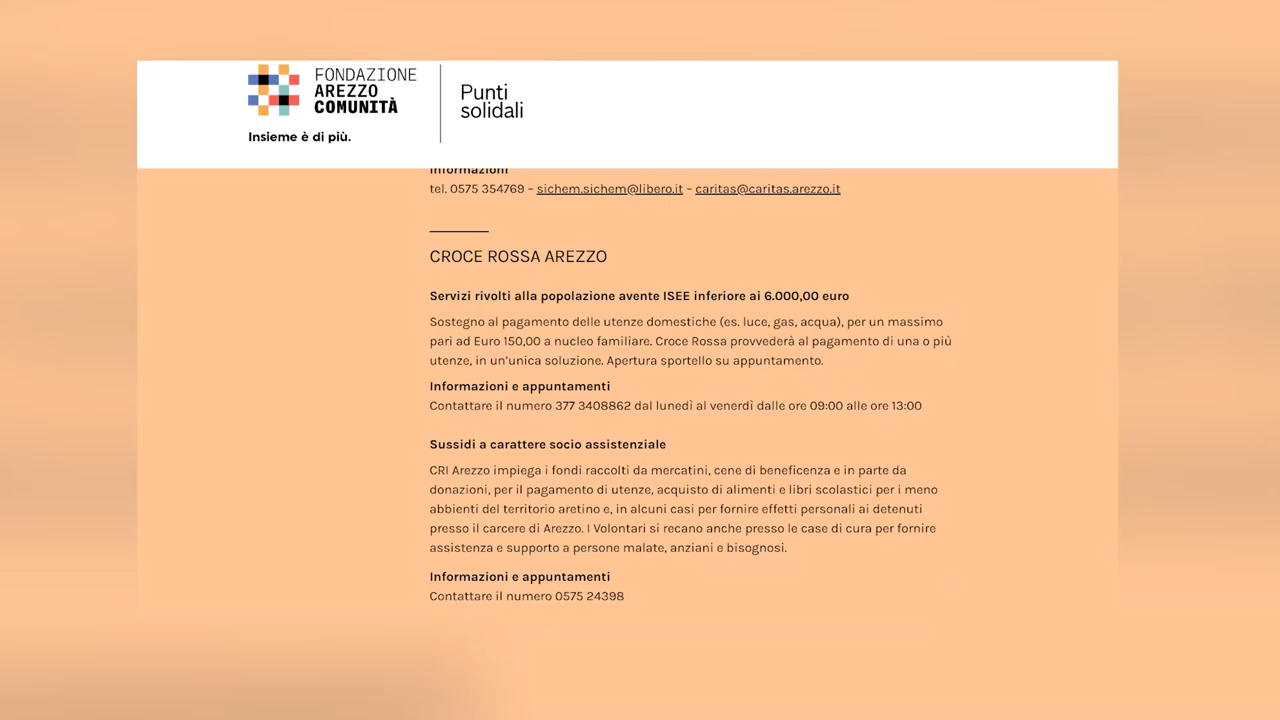 FONDAZIONE
AREZZO
COMUNITÀ
Insieme è di più.
Punti
solidali
Informazioni
tel. 0575 354769 – sichem.sichem@libero.it – caritas@caritas.arezzo.it
CROCE ROSSA AREZZO
Servizi rivolti alla popolazione avente ISEE inferiore ai 6.000,00 euro
Sostegno al pagamento delle utenze domestiche (es. luce, gas, acqua), per un massimo
pari ad Euro 150,00 a nucleo familiare. Croce Rossa provvederà al pagamento di una o più
utenze, in un’unica soluzione. Apertura sportello su appuntamento.
Informazioni e appuntamenti
Contattare il numero 377 3408862 dal lunedì al venerdì dalle ore 09:00 alle ore 13:00
Sussidi a carattere socio assistenziale
CRI Arezzo impiega i fondi raccolti da mercatini, cene di beneficenza e in parte da
donazioni, per il pagamento di utenze, acquisto di alimenti e libri scolastici per i meno
abbienti del territorio aretino e, in alcuni casi per fornire effetti personali ai detenuti
presso il carcere di Arezzo. I Volontari si recano anche presso le case di cura per fornire
assistenza e supporto a persone malate, anziani e bisognosi.
Informazioni e appuntamenti
Contattare il numero 0575 24398